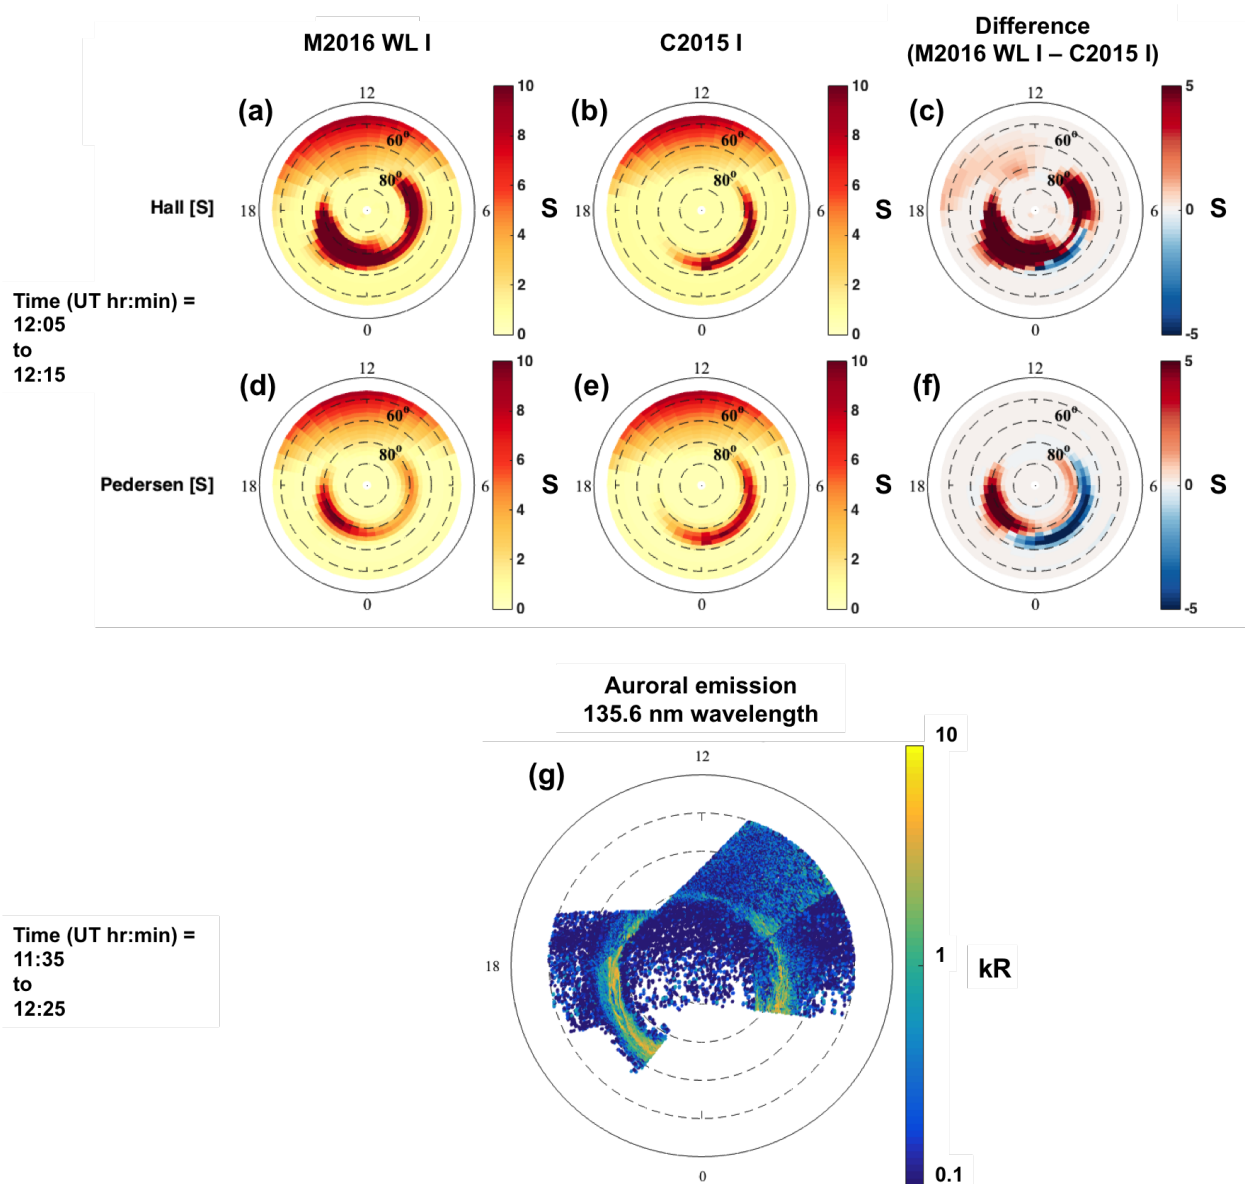 M2016 WL I
C2015 I
Difference
(M2016 WL I – C2015 I)
(a)
12
60°
80°
18
6
10
8
6
4
2
0
S
0
(b)
12
60°
80°
10
8
6
4
2
0
S
0
(c)
12
60°
80°
18
6
5
0
-5
S
0
Hall [S]
Time (UT hr:min) =
12:05
to
12:15
(d)
12
60°
80°
18
6
10
8
6
4
2
0
S
0
(e)
12
60°
80°
10
8
6
4
2
0
S
0
(f)
12
60°
80°
18
6
5
0
-5
S
0
Pedersen [S]
Auroral emission
135.6 nm wavelength
(g)
12
18
0
10
1
0.1
kR
Time (UT hr:min) =
11:35
to
12:25